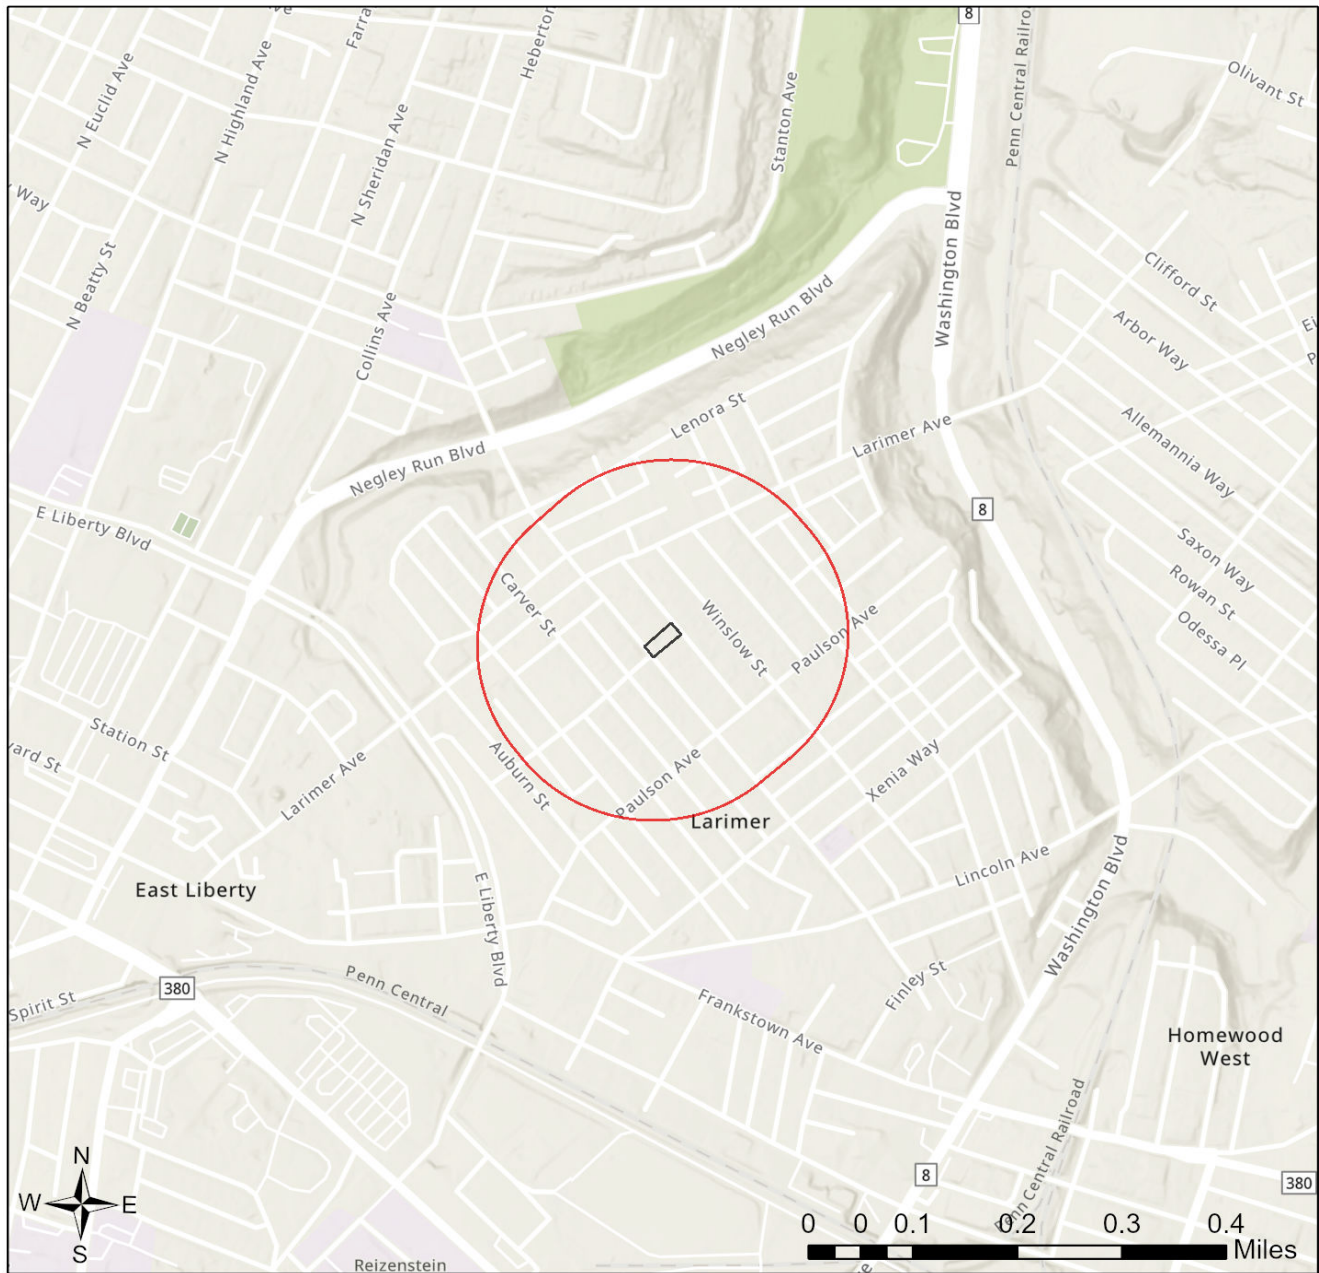 8
Farra
Heberton
Penn Central Railro
Olivant St
N Euclid Ave
N Highland Ave
N Sheridan Ave
Stanton Ave
Way
N Beatty St
Collins Ave
Washington Blvd
Clifford St
Negley Run Blvd
Arbor Way
Lenora St
Larimer Ave
Allemannia Way
Negley Run Blvd
E Liberty Blvd
8
Saxon Way
Rowan St
Odessa Pl
Carver St
Winslow St
Paulson Ave
Station St
yard St
Larimer Ave
Auburn St
Paulson Ave
Xenia Way
Larimer
East Liberty
Lincoln Ave
E Liberty Blvd
Washington Blvd
Penn Central
380
Spirit St
Finley St
Frankstown Ave
Homewood
West
Penn Central Railroad
8
380
N
W
E
S
0 0 0.1 0.2 0.3 0.4
Miles
Reizenstein